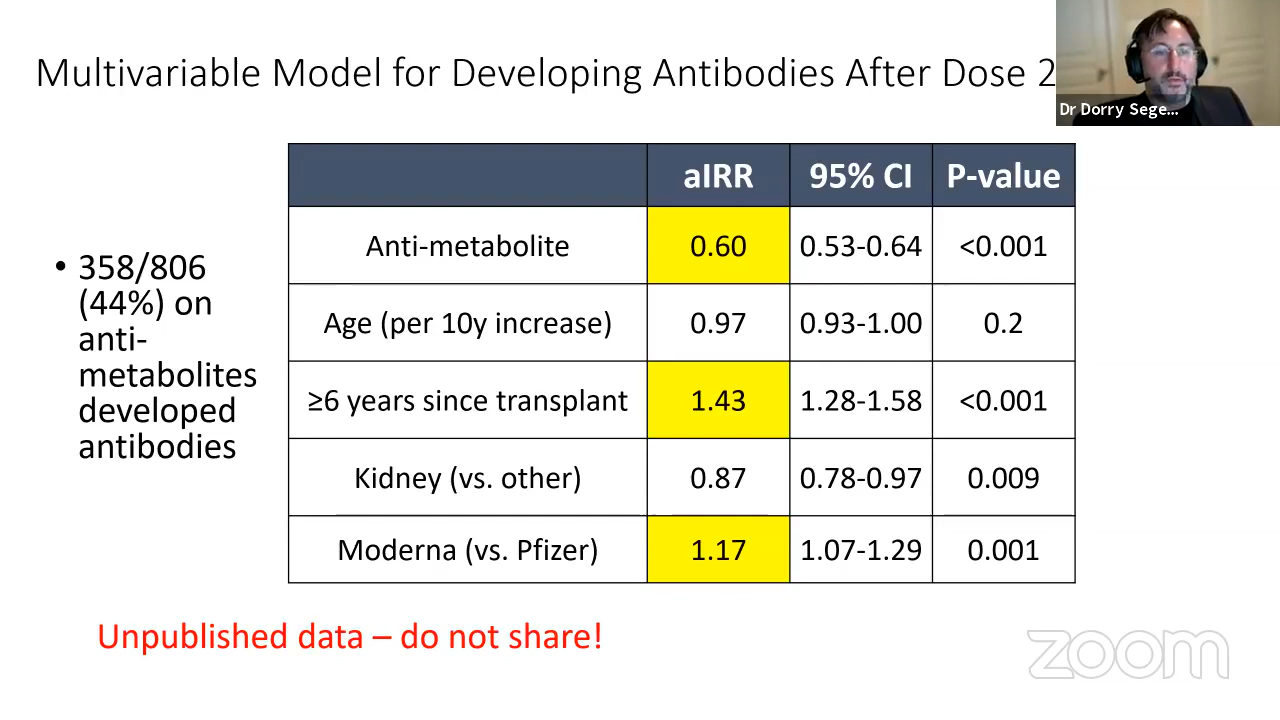 Multivariable Model for Developing Antibodies After Dose 2
Dr Dorry Sege...
aIRR 95% CI P-value
Anti-metabolite 0.60 0.53-0.64 <0.001
Age (per 10y increase) 0.97 0.93-1.00 0.2
≥6 years since transplant 1.43 1.28-1.58 <0.001
Kidney (vs. other) 0.87 0.78-0.97 0.009
Moderna (vs. Pfizer) 1.17 1.07-1.29 0.001
• 358/806
(44%) on
anti-
metabolites
developed
antibodies
Unpublished data – do not share!
zoom